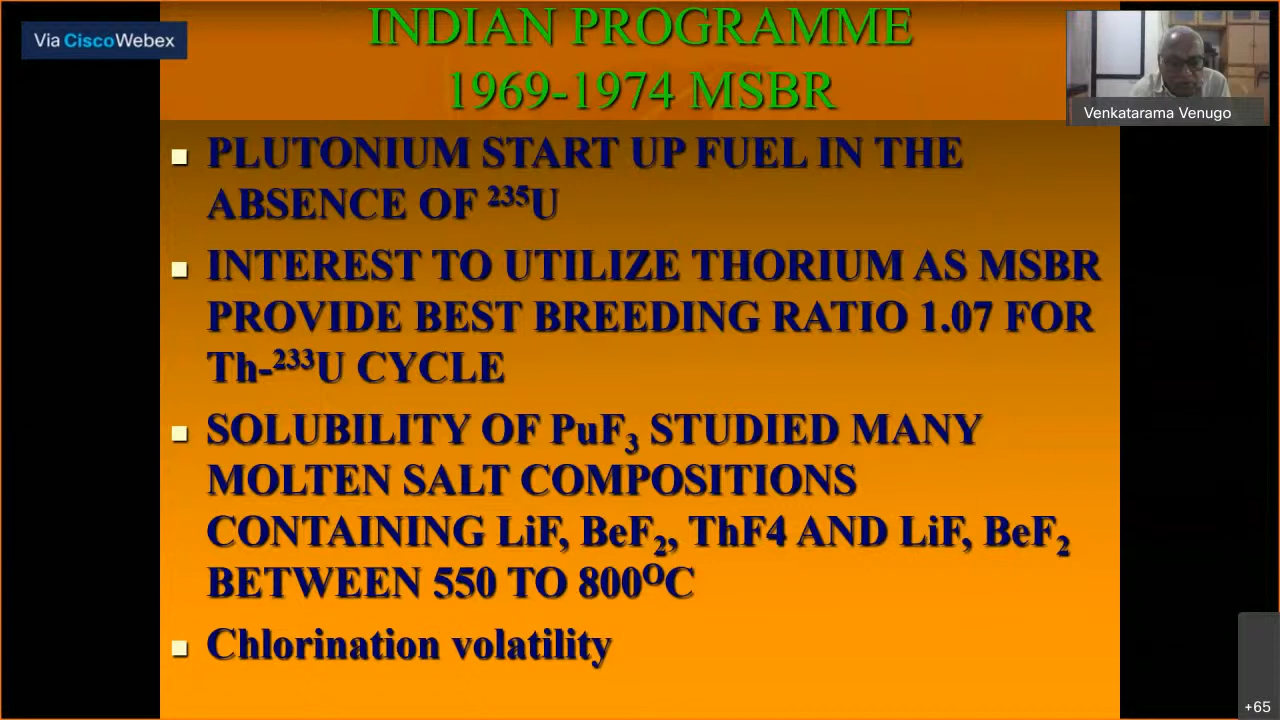 Via Cisco Webex
INDIAN PROGRAMME
1969-1974 MSBR
Venkatarama Venugo
PLUTONIUM START UP FUEL IN THE
ABSENCE OF ²³⁵U
INTEREST TO UTILIZE THORIUM AS MSBR
PROVIDE BEST BREEDING RATIO 1.07 FOR
Th-²³³U CYCLE
SOLUBILITY OF PuF₃ STUDIED MANY
MOLTEN SALT COMPOSITIONS
CONTAINING LiF, BeF₂, ThF4 AND LiF, BeF₂
BETWEEN 550 TO 800ᴼC
Chlorination volatility
+65